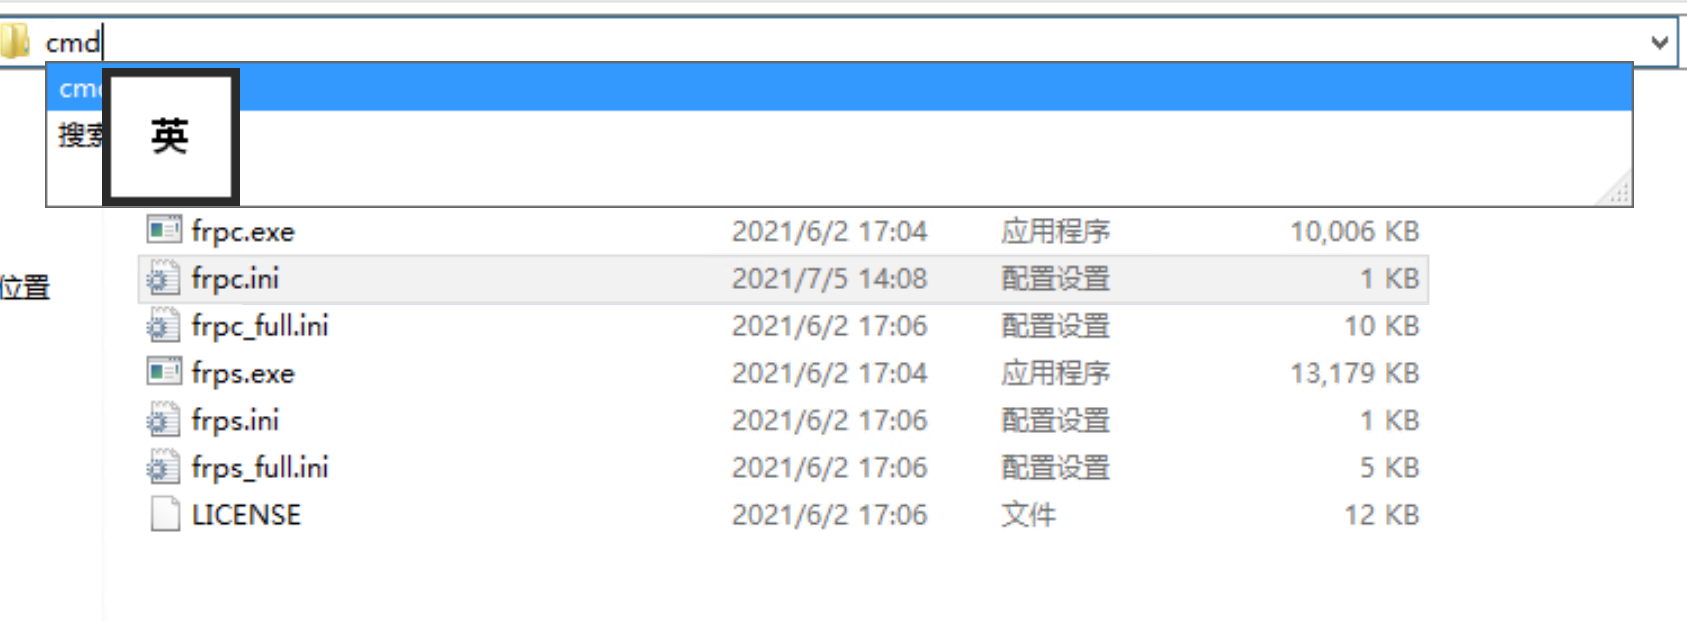 cmd
cm
搜索
英
frpc.exe 2021/6/2 17:04 应用程序 10,006 KB
frpc.ini 2021/7/5 14:08 配置设置 1 KB
位置
frpc_full.ini 2021/6/2 17:06 配置设置 10 KB
frps.exe 2021/6/2 17:04 应用程序 13,179 KB
frps.ini 2021/6/2 17:06 配置设置 1 KB
frps_full.ini 2021/6/2 17:06 配置设置 5 KB
LICENSE 2021/6/2 17:06 文件 12 KB